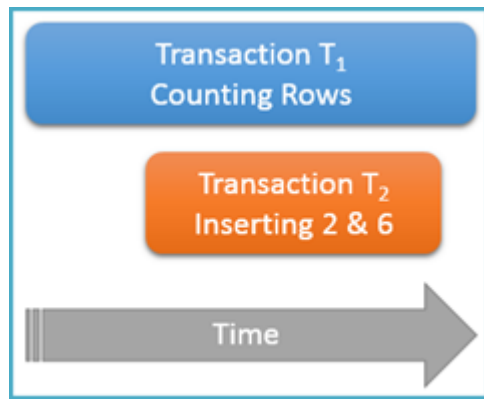 Transaction T₁
Counting Rows
Transaction T₂
Inserting 2 & 6
Time